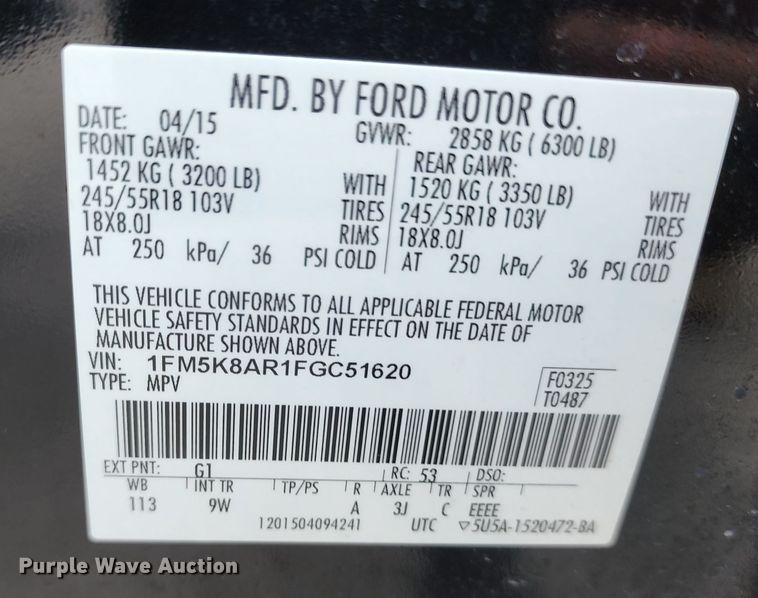 MFD. BY FORD MOTOR CO.
DATE: 04/15 GVWR: 2858 KG ( 6300 LB)
FRONT GAWR: REAR GAWR:
1452 KG ( 3200 LB) WITH 1520 KG ( 3350 LB) WITH
245/55R18 103V TIRES 245/55R18 103V TIRES
18X8.0J RIMS 18X8.0J RIMS
AT 250 kPa/ 36 PSI COLD AT 250 kPa/ 36 PSI COLD
THIS VEHICLE CONFORMS TO ALL APPLICABLE FEDERAL MOTOR
VEHICLE SAFETY STANDARDS IN EFFECT ON THE DATE OF
MANUFACTURE SHOWN ABOVE.
VIN: 1FM5K8AR1FGC51620
TYPE: MPV
F0325
T0487
EXT PNT: G1 RC: 53 DSO:
WB INT TR TP/PS R AXLE TR SPR
113 9W A 3J C EEEE
1201504094241 UTC ▽5U5A-1520472-BA
Purple Wave Auction